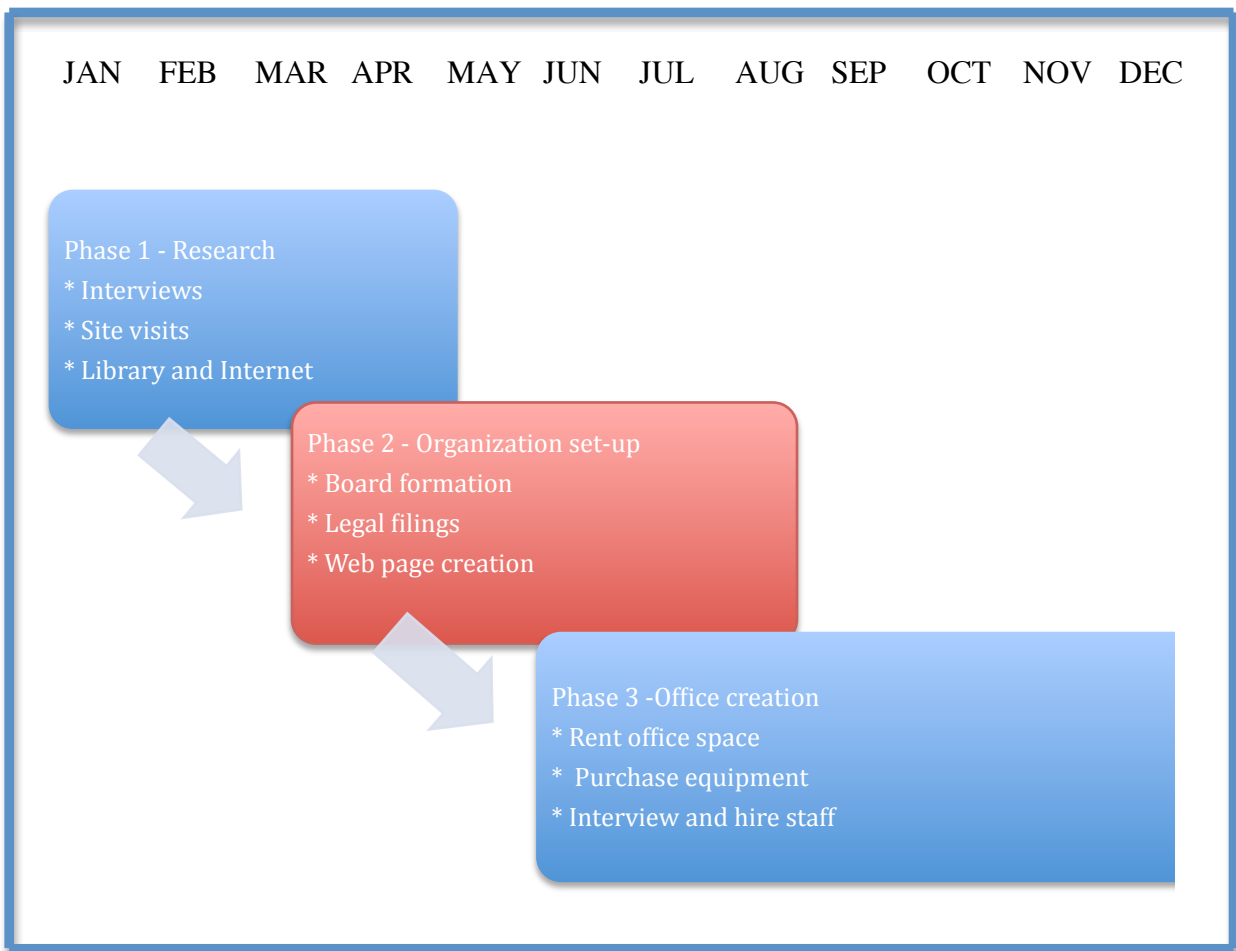 JAN FEB MAR APR MAY JUN JUL AUG SEP OCT NOV DEC
Phase 1 - Research
* Interviews
* Site visits
* Library and Internet
Phase 2 - Organization set-up
* Board formation
* Legal filings
* Web page creation
Phase 3 -Office creation
* Rent office space
*  Purchase equipment
* Interview and hire staff